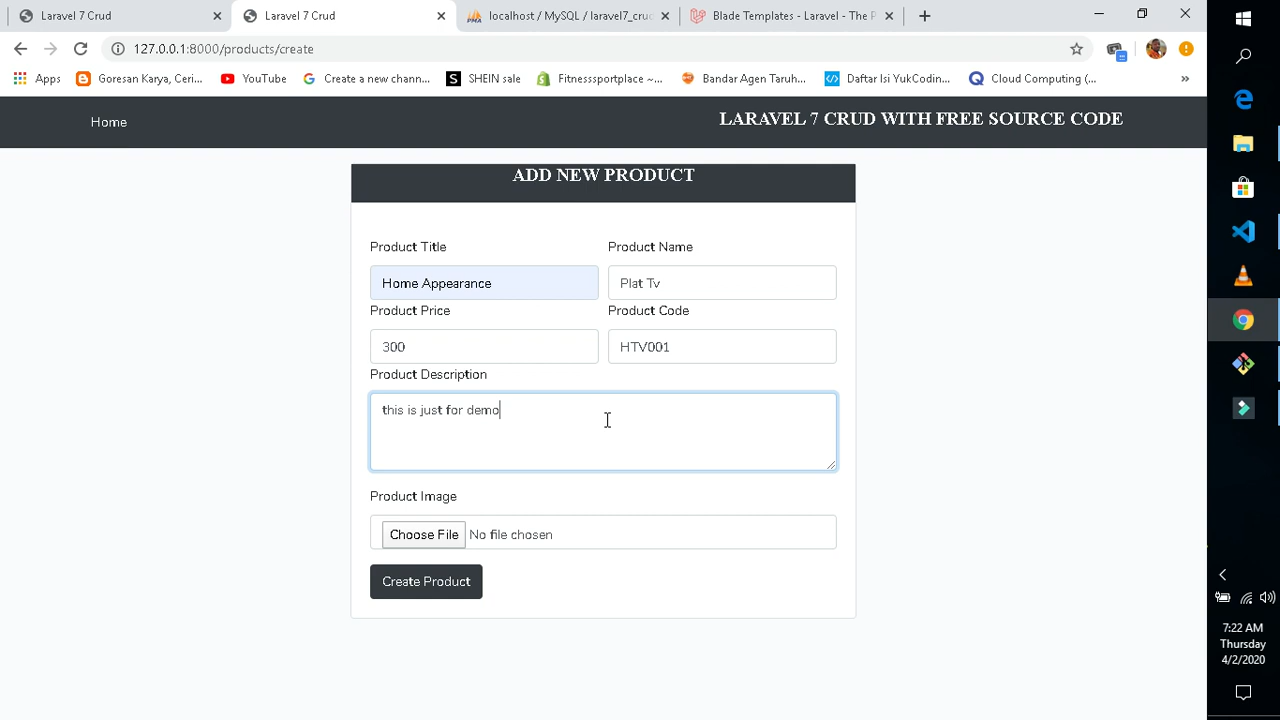 Laravel 7 Crud
Laravel 7 Crud
localhost / MySQL / laravel7_cruc
Blade Templates - Laravel - The P
127.0.0.1:8000/products/create
Apps
Goresan Karya, Ceri...
YouTube
Create a new chann...
SHEIN sale
Fitnesssportplace ~...
Banjar Agen Taruh...
Daftar Isi YukCodin...
Cloud Computing (...
»
Home
LARAVEL 7 CRUD WITH FREE SOURCE CODE
ADD NEW PRODUCT
Product Title
Product Name
Home Appearance
Plat Tv
Product Price
Product Code
300
HTV001
Product Description
this is just for demo
Product Image
Choose File No file chosen
Create Product
7:22 AM
Thursday
4/2/2020